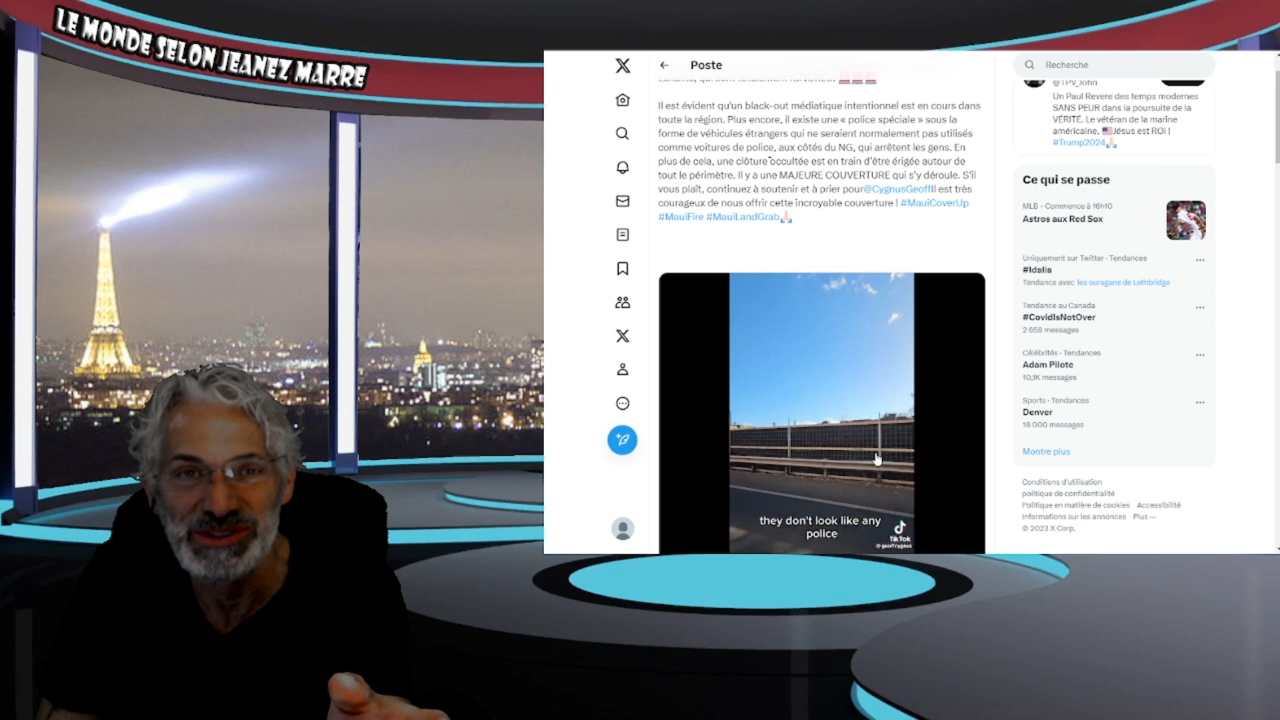 LE MONDE SELON JEANEZ MARRE
Poste
Il est évident qu'un black-out médiatique intentionnel est en cours dans
toute la région. Plus encore, il existe une « police spéciale » sous la
forme de véhicules étrangers qui ne seraient normalement pas utilisés
comme voitures de police, aux côtés du NG, qui arrêtent les gens. En
plus de cela, une clôture occultée est en train d'être érigée autour de
tout le périmètre. Il y a une MAJEURE COUVERTURE qui s'y déroule. S'il
vous plaît, continuez à soutenir et à prier pour@CygnusGeoffIl est très
courageux de nous offrir cette incroyable couverture ! #MauiCoverUp
#MauiFire #MauiLandGrab🙏🏻
they don't look like any
police
TikTok
@geoffcygnus
Recherche
@TPV_John
Un Paul Revere des temps modernes
SANS PEUR dans la poursuite de la
VÉRITÉ. Le vétéran de la marine
américaine, 🇺🇸Jésus est ROI !
#Trump2024🙏🏻
Ce qui se passe
MLB · Commence à 16h10
Astros aux Red Sox
Uniquement sur Twitter · Tendances
#Idalia
Tendance avec les ouragans de Lethbridge
Tendance au Canada
#CovidIsNotOver
2 658 messages
Célébrités · Tendances
Adam Pilote
10,1K messages
Sports · Tendances
Denver
18 000 messages
Montre plus
Conditions d'utilisation
politique de confidentialité
Politique en matière de cookies Accessibilité
Informations sur les annonces Plus ···
© 2023 X Corp.